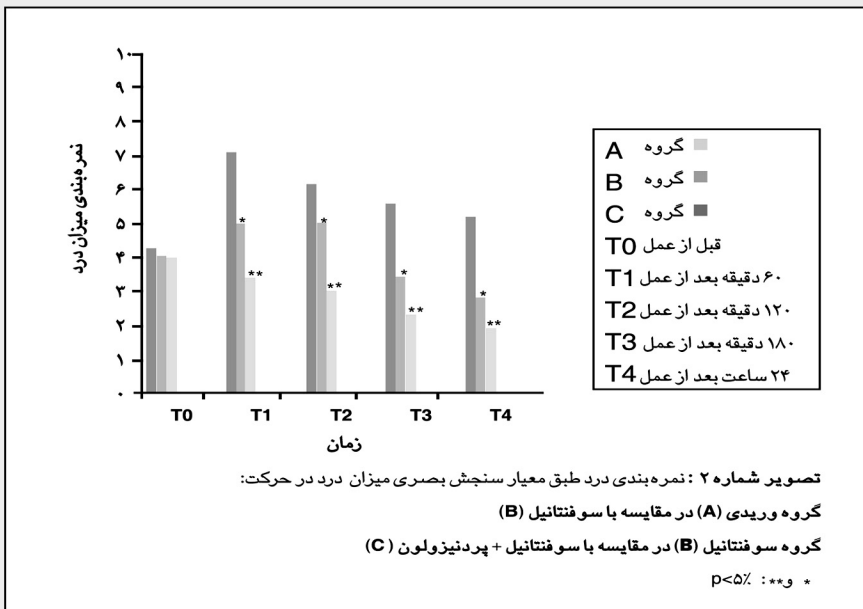 نمره‌بندی میزان درد
۱۰
۹
۸
۷
۶
۵
۴
۳
۲
۱
۰
* **
* **
* **
* **
T0 T1 T2 T3 T4
زمان
گروه A
گروه B
گروه C
T0 قبل از عمل
T1 ۶۰ دقیقه بعد از عمل
T2 ۱۲۰ دقیقه بعد از عمل
T3 ۱۸۰ دقیقه بعد از عمل
T4 ۲۴ ساعت بعد از عمل
تصویر شماره ۲ : نمره‌بندی درد طبق معیار سنجش بصری میزان درد در حرکت:
گروه وریدی (A) در مقایسه با سوفنتانیل (B)
گروه سوفنتانیل (B) در مقایسه با سوفنتانیل + پردنیزولون (C)
* و** : p<۵٪